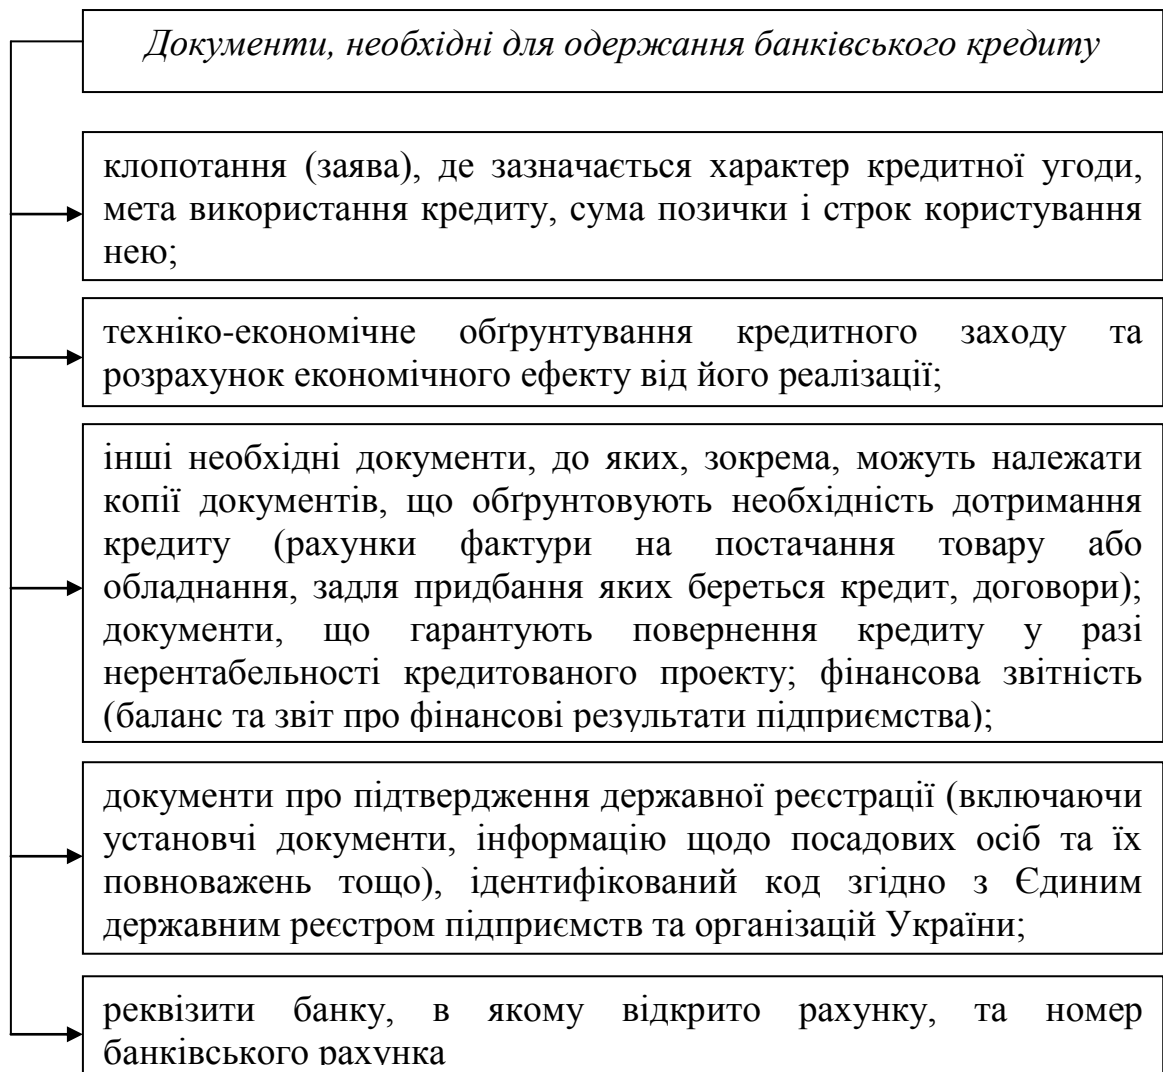 Документи, необхідні для одержання банківського кредиту
клопотання (заява), де зазначається характер кредитної угоди,
мета використання кредиту, сума позички і строк користування
нею;
техніко-економічне обґрунтування кредитного заходу та
розрахунок економічного ефекту від його реалізації;
інші необхідні документи, до яких, зокрема, можуть належати
копії документів, що обґрунтовують необхідність дотримання
кредиту (рахунки фактури на постачання товару або
обладнання, задля придбання яких береться кредит, договори);
документи, що гарантують повернення кредиту у разі
нерентабельності кредитованого проекту; фінансова звітність
(баланс та звіт про фінансові результати підприємства);
документи про підтвердження державної реєстрації (включаючи
установчі документи, інформацію щодо посадових осіб та їх
повноважень тощо), ідентифікований код згідно з Єдиним
державним реєстром підприємств та організацій України;
реквізити банку, в якому відкрито рахунку, та номер
банківського рахунка